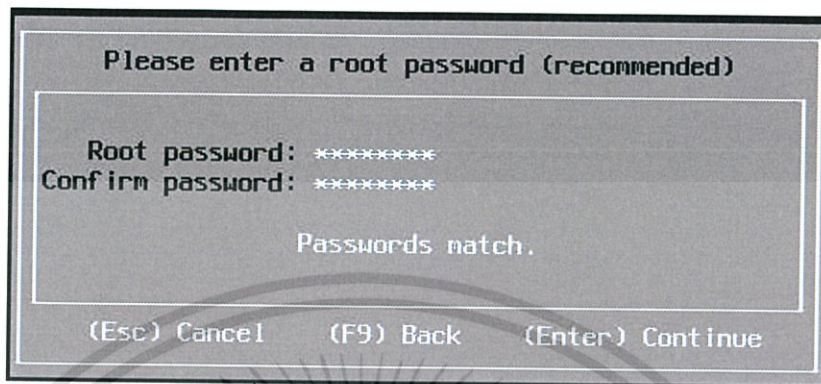 Please enter a root password (recommended)
Root password: ********
Confirm password: ********
Passwords match.
(Esc) Cancel (F9) Back (Enter) Continue